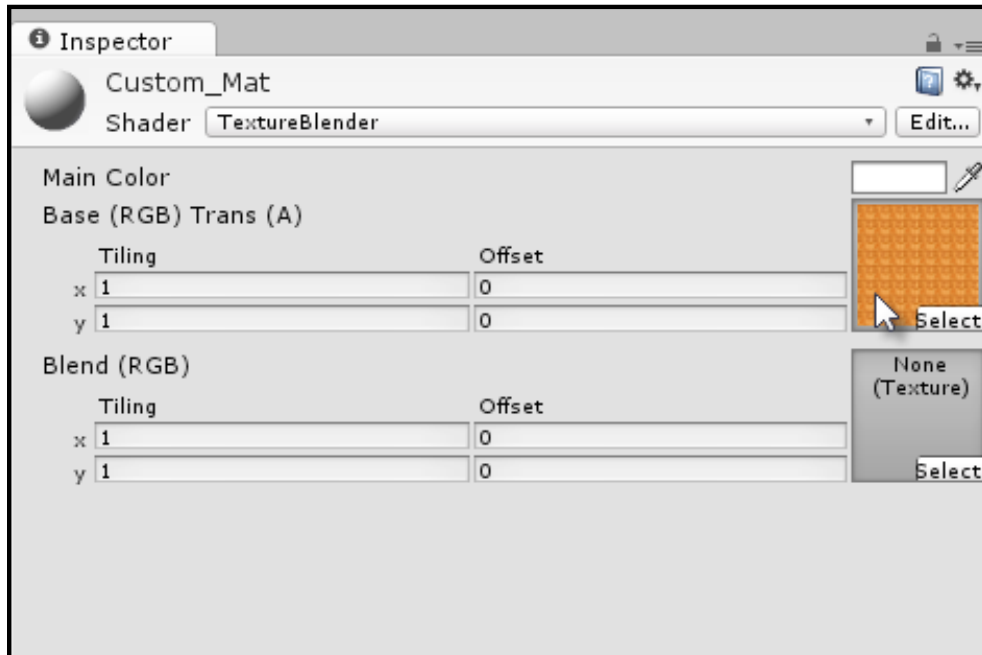 Inspector
Custom_Mat
Shader TextureBlender Edit...
Main Color
Base (RGB) Trans (A)
Tiling Offset
x 1 0
y 1 0 Select
Blend (RGB) None
(Texture)
Tiling Offset
x 1 0
y 1 0 Select